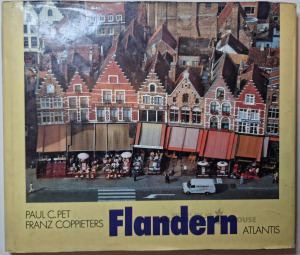 PAUL C. PET
FRANZ COPPIETERS
Flandern
ATLANTIS